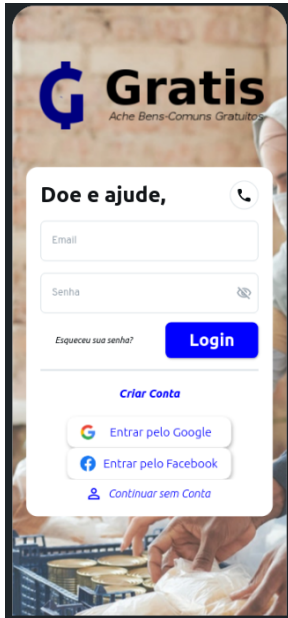 Gratis
Ache Bens-Comuns Gratuitos
Doe e ajude,
Email
Senha
Esqueceu sua senha?
Login
Criar Conta
Entrar pelo Google
Entrar pelo Facebook
Continuar sem Conta